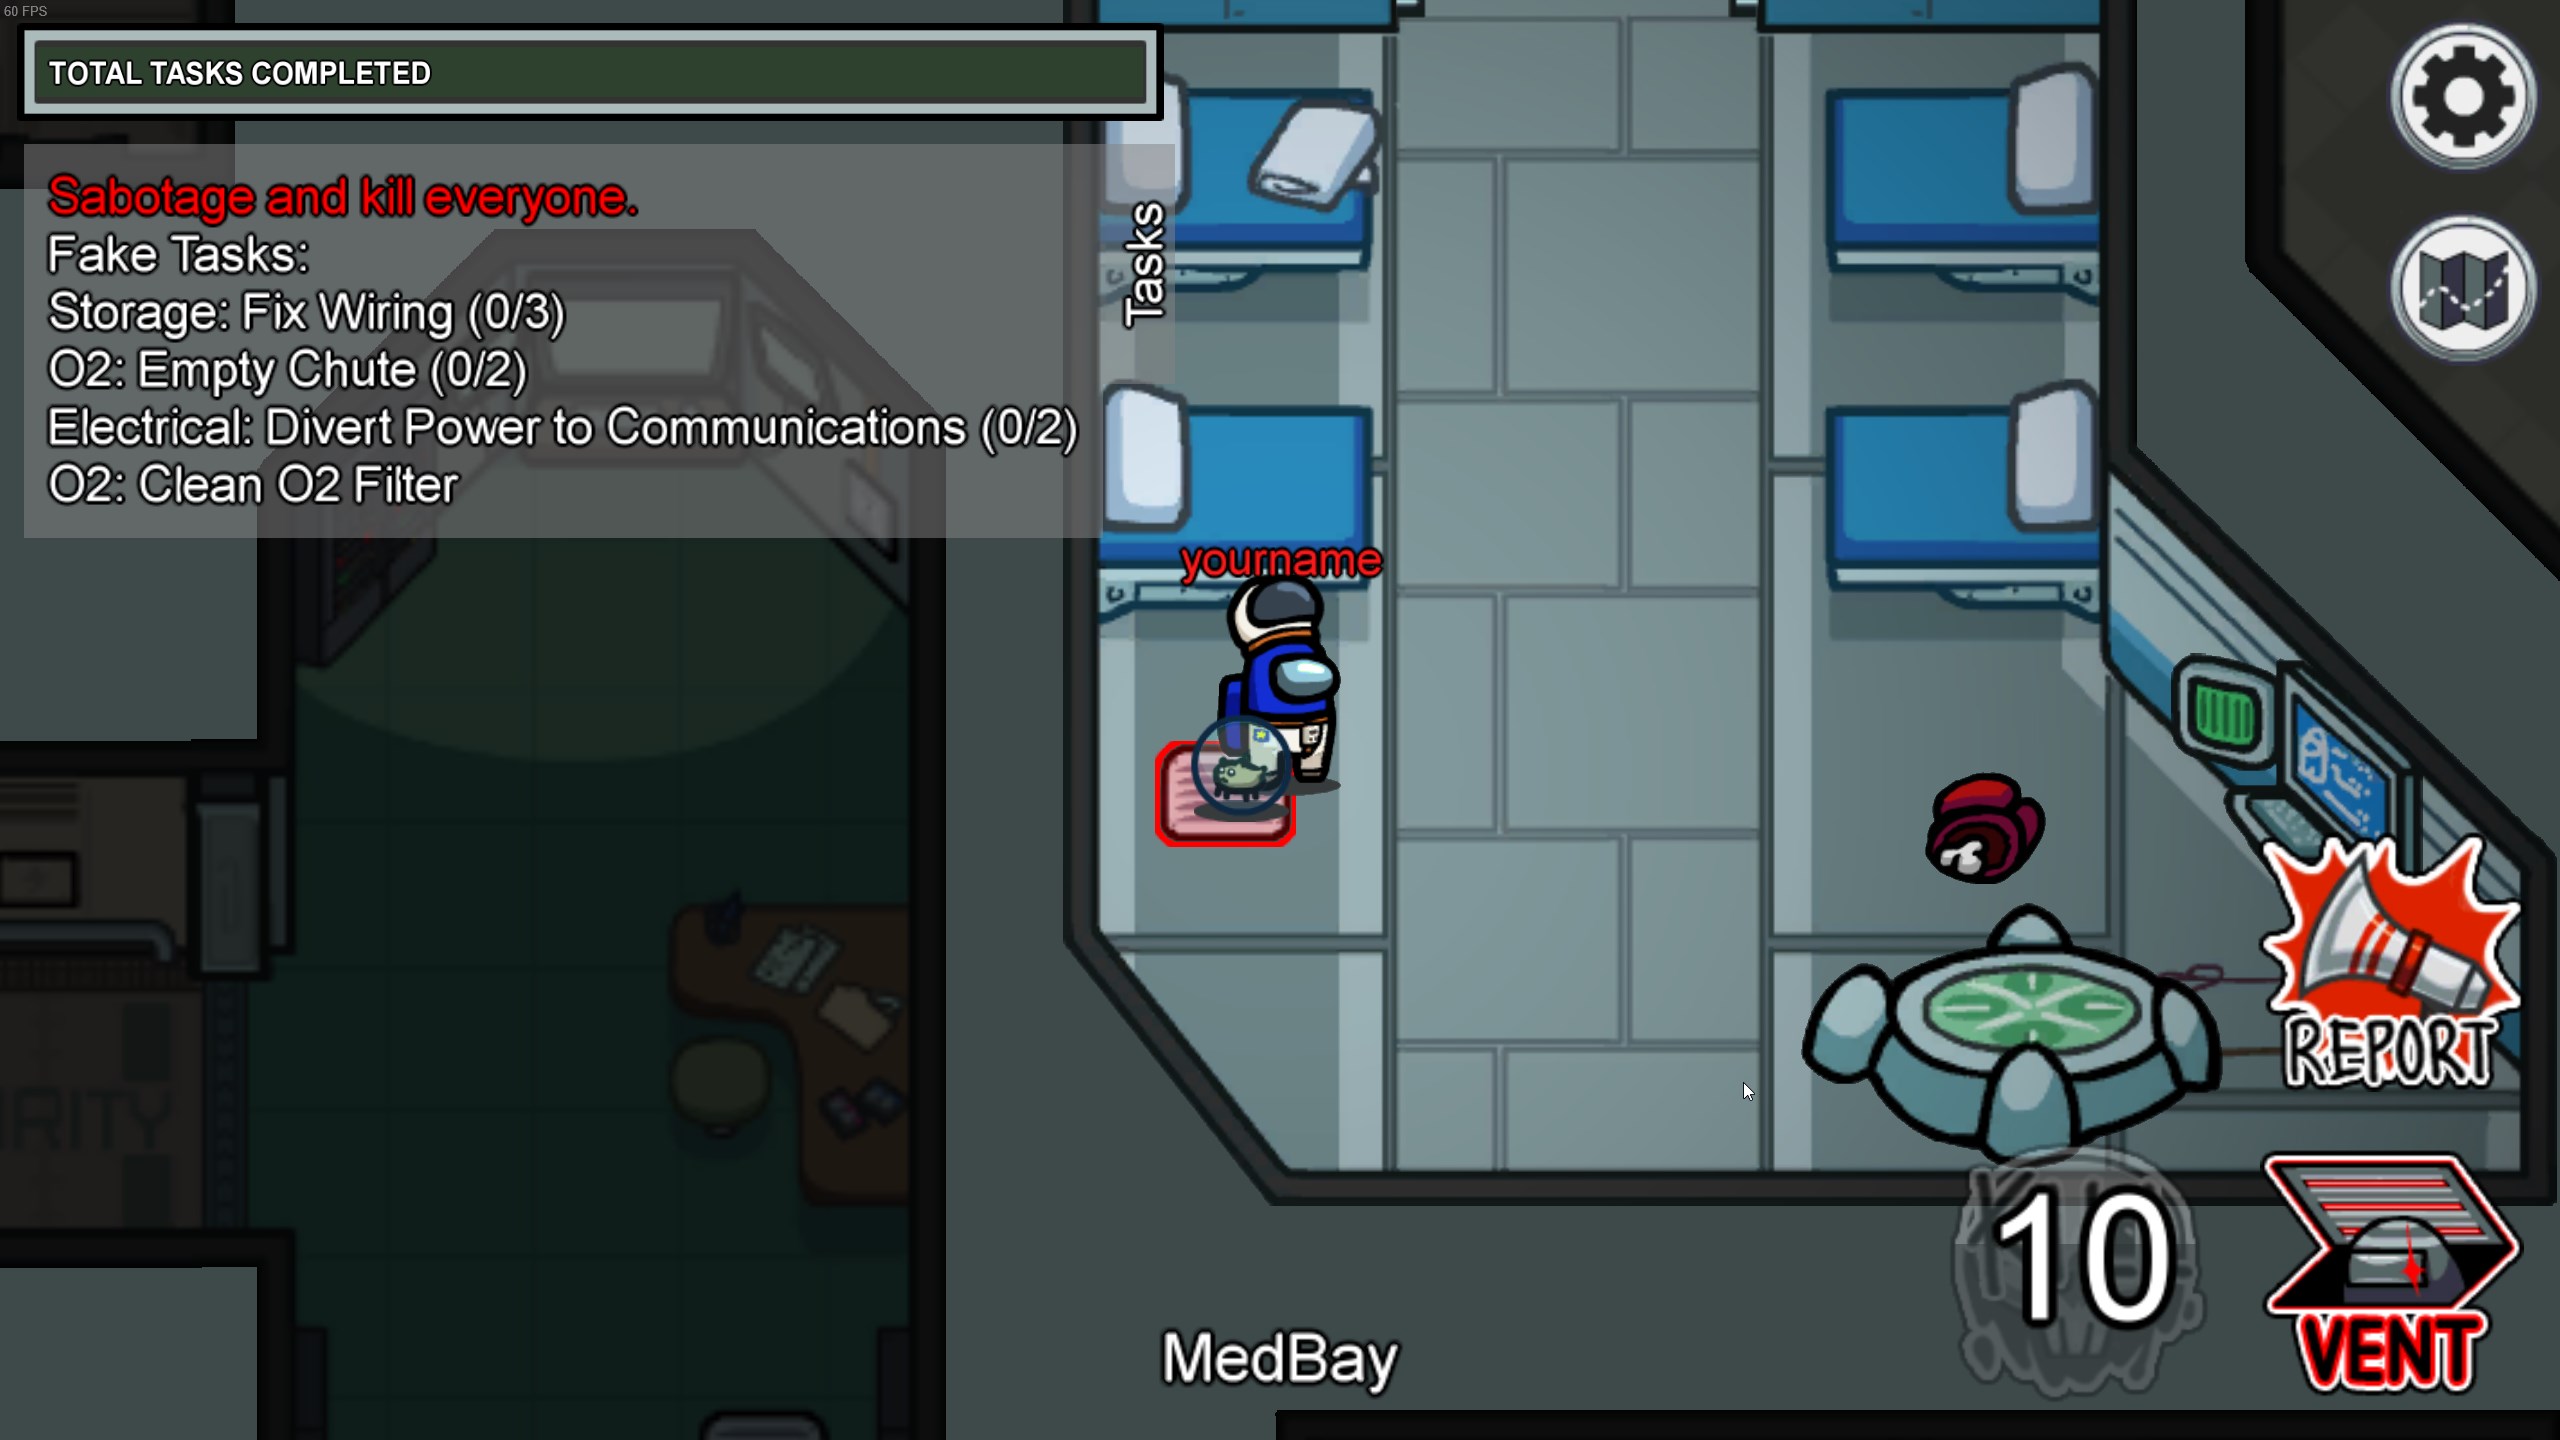 60 FPS
TOTAL TASKS COMPLETED
Sabotage and kill everyone.
Fake Tasks:
Storage: Fix Wiring (0/3)
O2: Empty Chute (0/2)
Electrical: Divert Power to Communications (0/2)
O2: Clean O2 Filter
Tasks
yourname
REPORT
10
VENT
MedBay